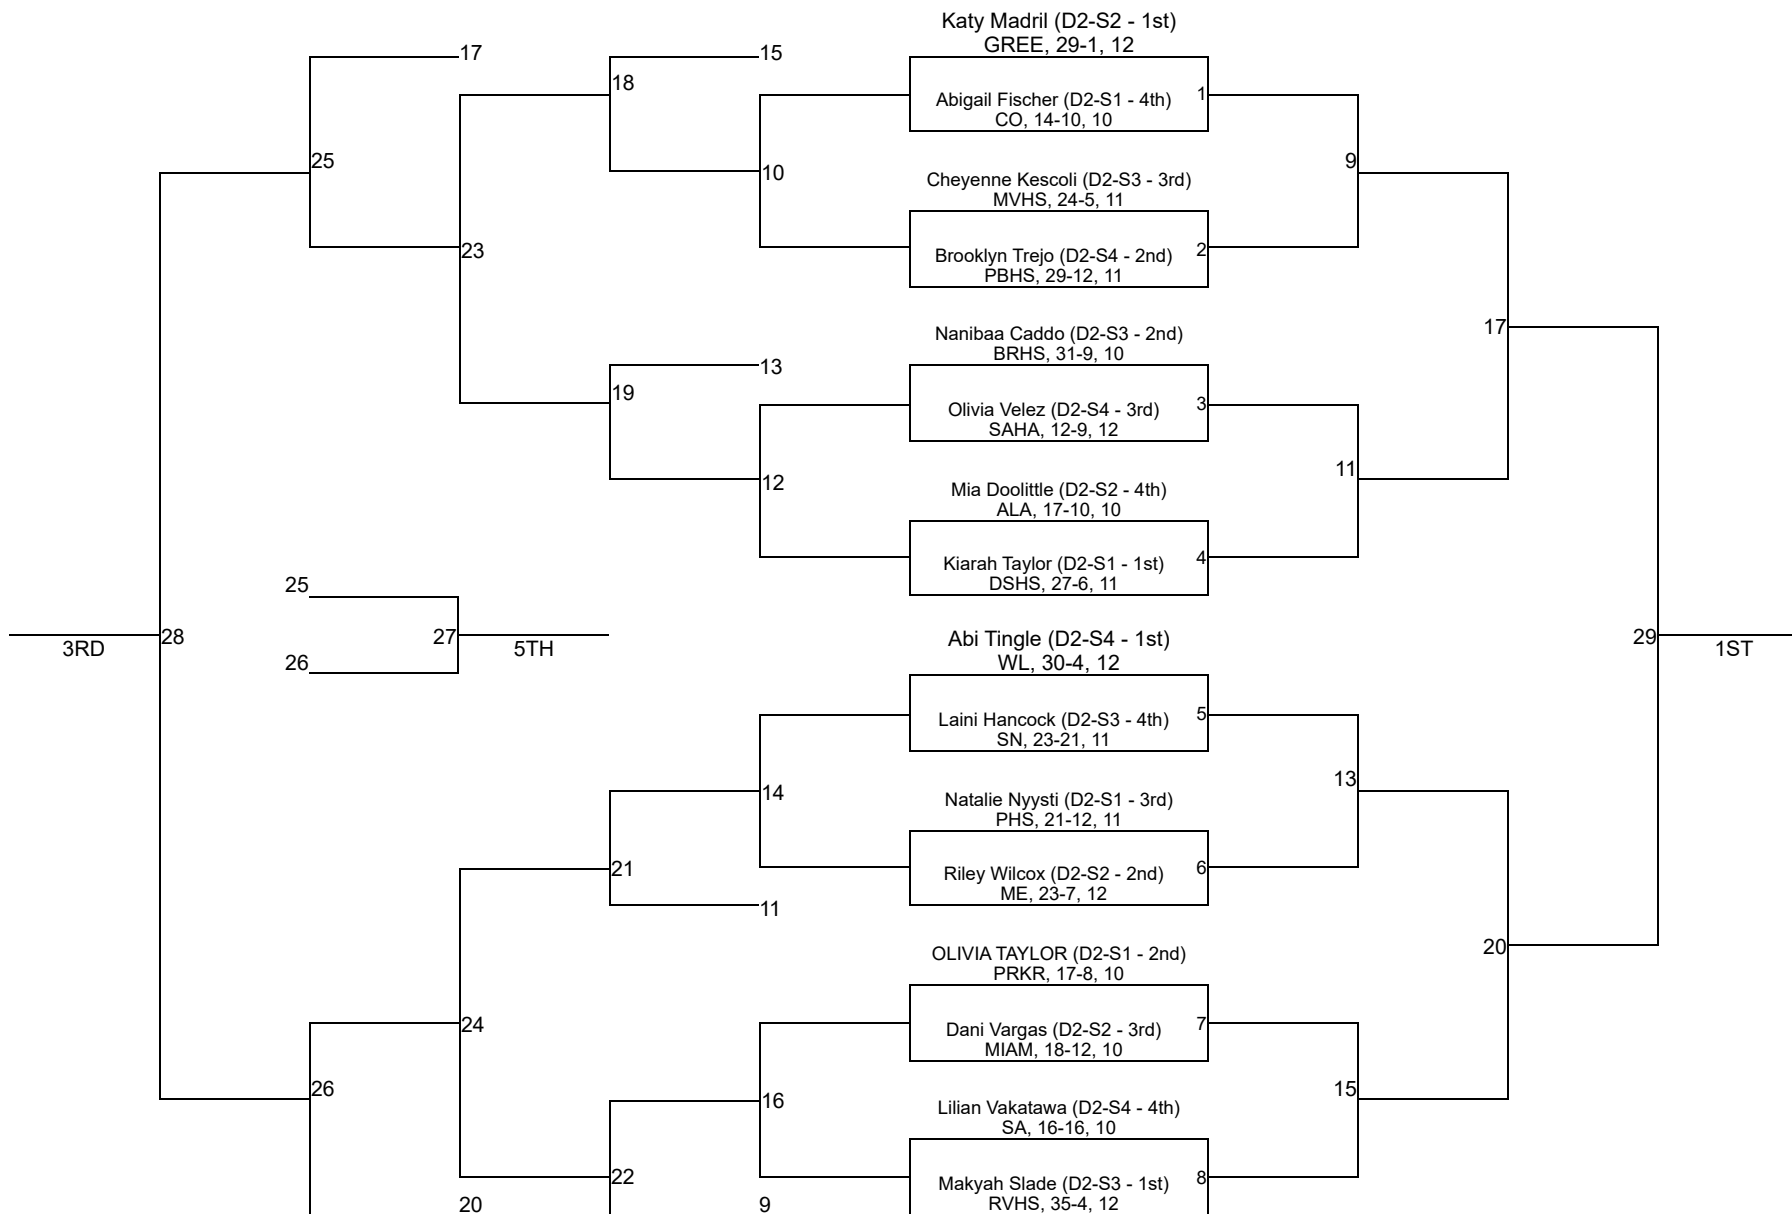 Katy Madril (D2-S2 - 1st)
GREE, 29-1, 12
17
15
18
Abigail Fischer (D2-S1 - 4th)
1
CO, 14-10, 10
25
10
9
Cheyenne Kescoli (D2-S3 - 3rd)
MVHS, 24-5, 11
23
2
Brooklyn Trejo (D2-S4 - 2nd)
PBHS, 29-12, 11
17
Nanibaa Caddo (D2-S3 - 2nd)
BRHS, 31-9, 10
13
19
3
Olivia Velez (D2-S4 - 3rd)
SAHA, 12-9, 12
11
12
Mia Doolittle (D2-S2 - 4th)
ALA, 17-10, 10
4
Kiarah Taylor (D2-S1 - 1st)
DSHS, 27-6, 11
25
28
27
29
3RD
5TH
1ST
26
Abi Tingle (D2-S4 - 1st)
WL, 30-4, 12
5
Laini Hancock (D2-S3 - 4th)
SN, 23-21, 11
13
14
Natalie Nyysti (D2-S1 - 3rd)
PHS, 21-12, 11
21
6
Riley Wilcox (D2-S2 - 2nd)
ME, 23-7, 12
11
20
OLIVIA TAYLOR (D2-S1 - 2nd)
PRKR, 17-8, 10
24
7
Dani Vargas (D2-S2 - 3rd)
MIAM, 18-12, 10
26
16
15
Lilian Vakatawa (D2-S4 - 4th)
SA, 16-16, 10
22
8
Makyah Slade (D2-S3 - 1st)
RVHS, 35-4, 12
20
9